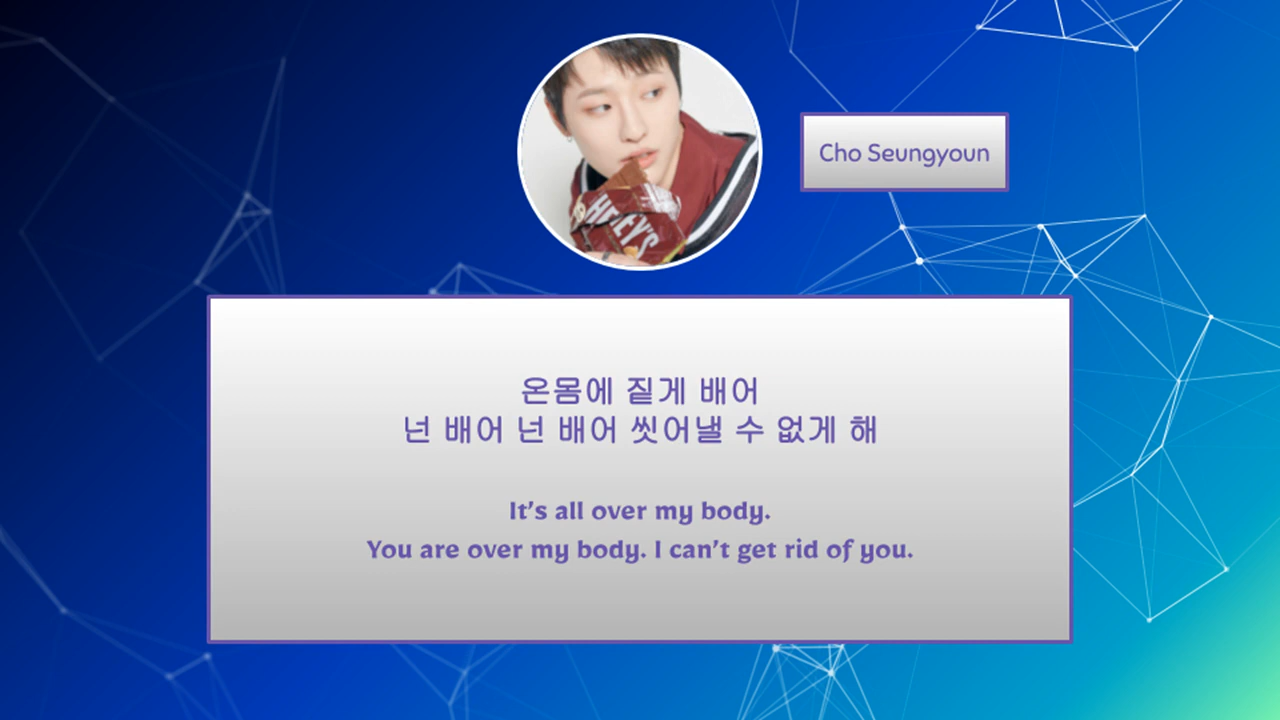 Cho Seungyoun
온몸에 짙게 배어
넌 배어 넌 배어 씻어낼 수 없게 해
It's all over my body.
You are over my body. I can't get rid of you.